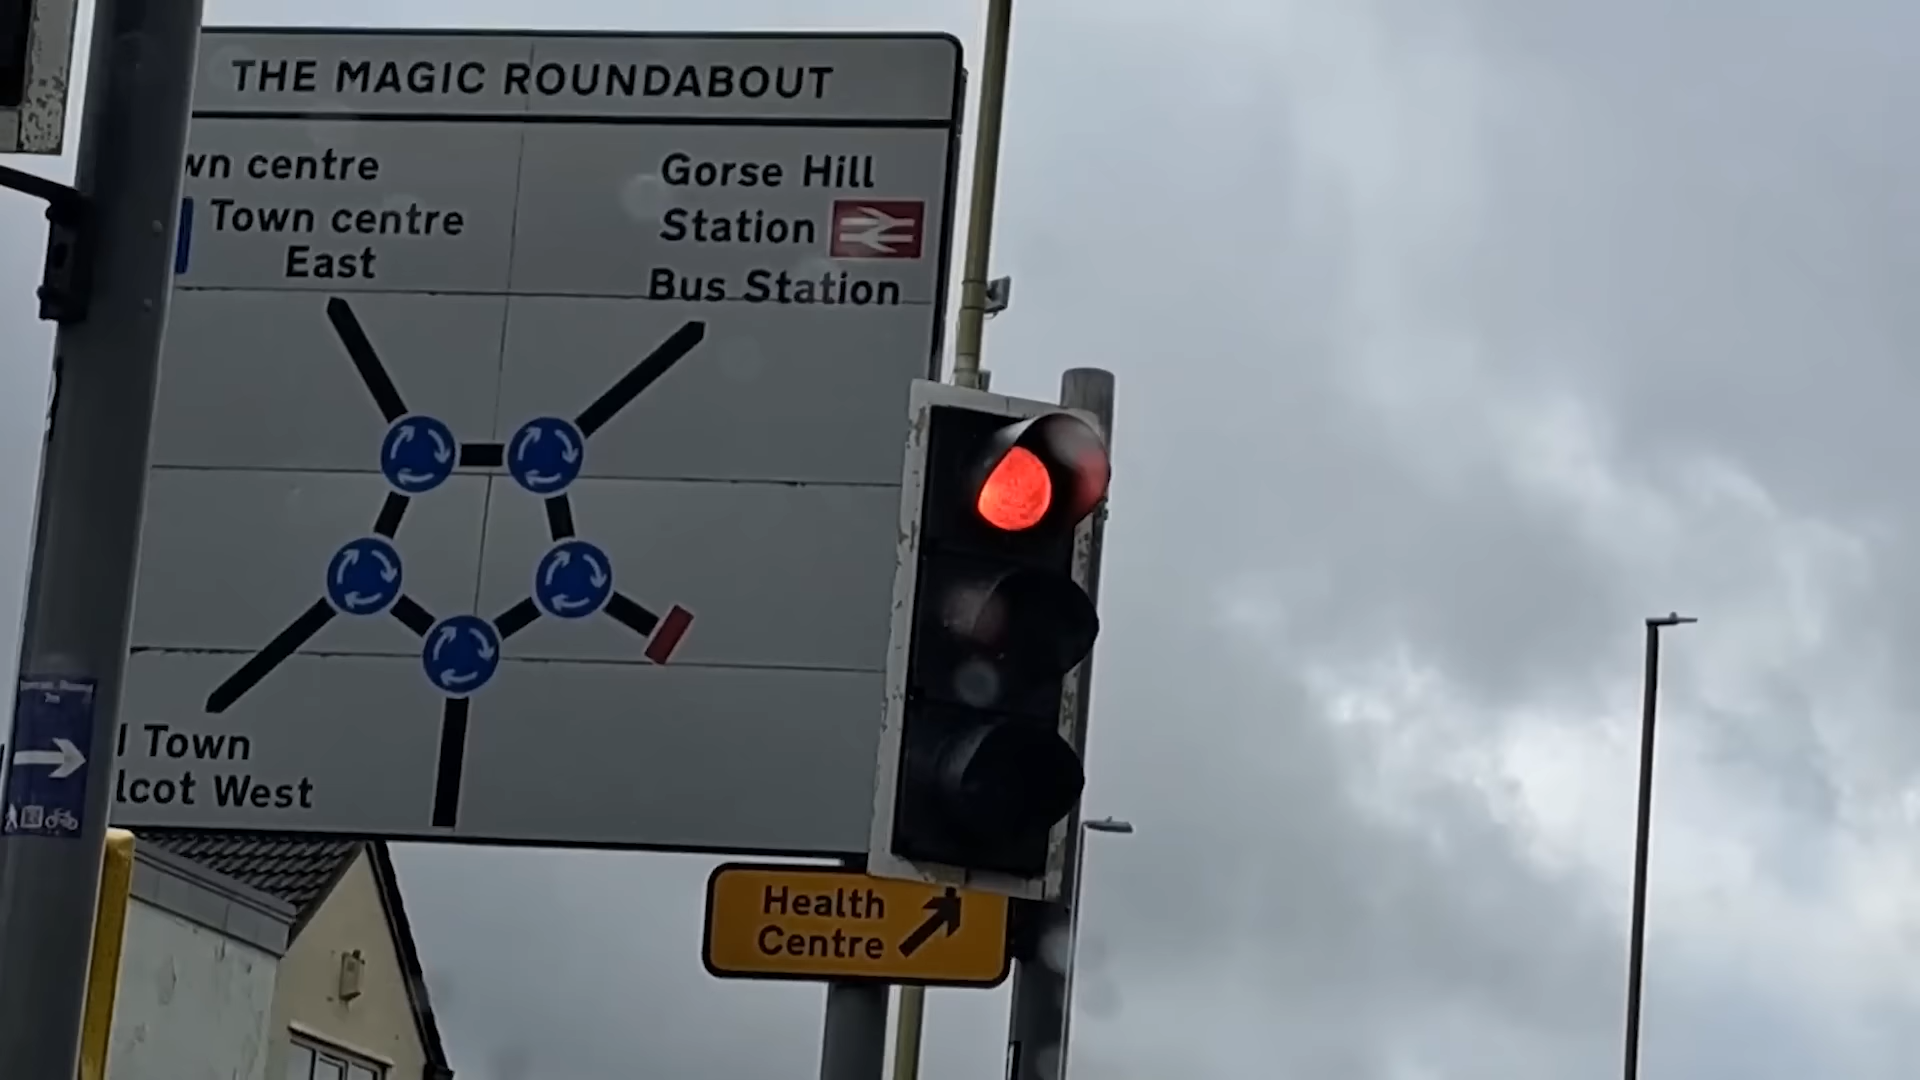 THE MAGIC ROUNDABOUT
wn centre
Town centre
East
Gorse Hill
Station
Bus Station
l Town
lcot West
Health
Centre